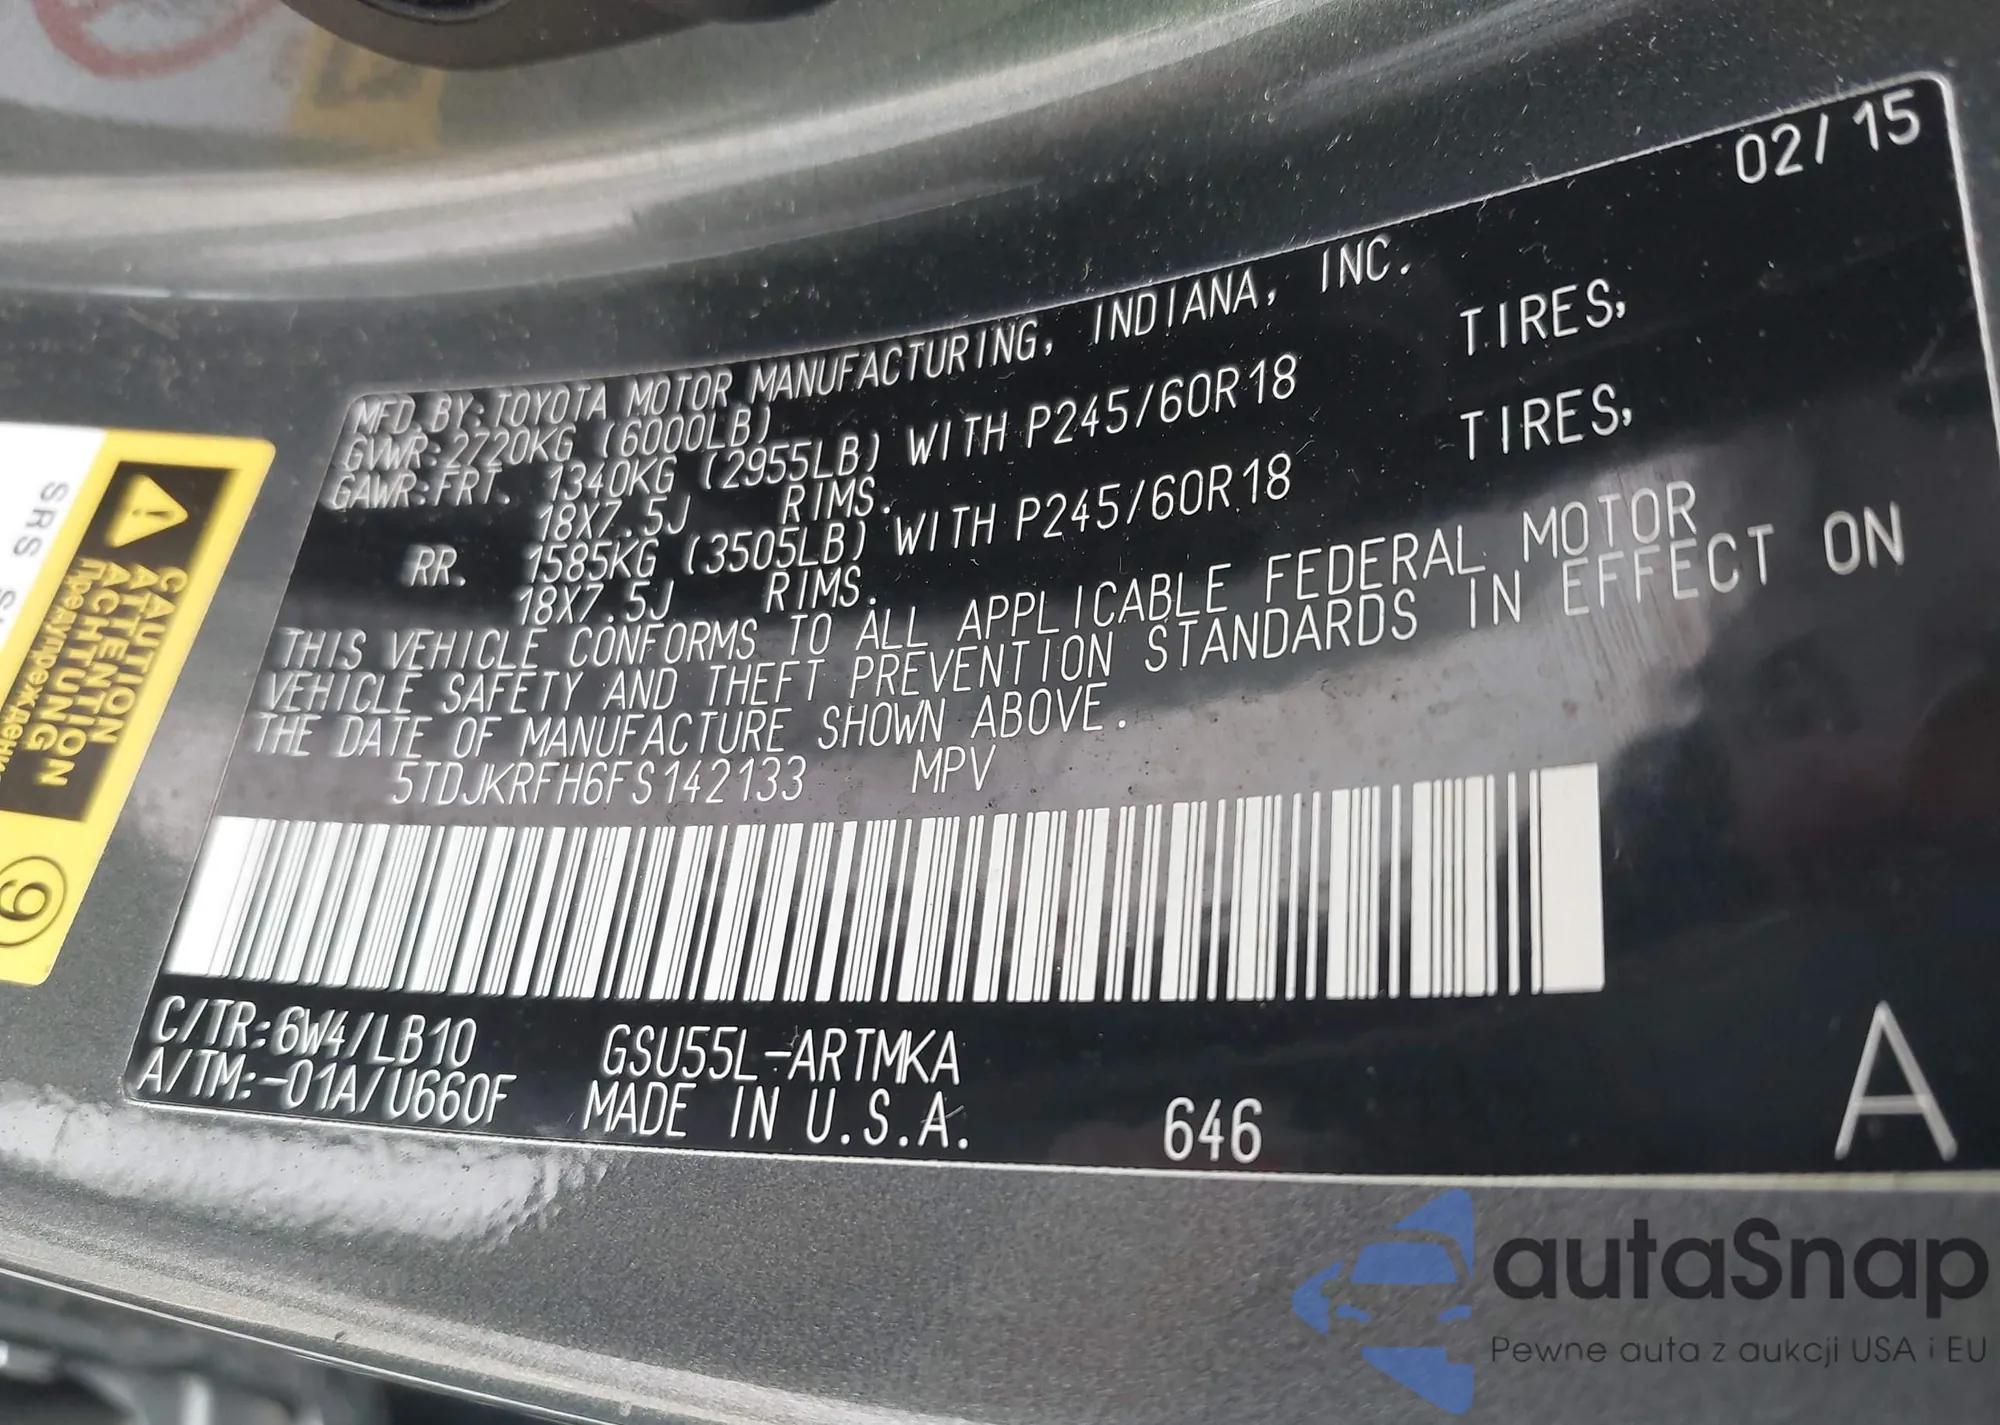 02/15
MFD.BY:TOYOTA MOTOR MANUFACTURING, INDIANA, INC.
GVWR:2720KG (6000LB)
GAWR:FRT. 1340KG (2955LB) WITH P245/60R18 TIRES,
18X7.5J RIMS.
RR. 1585KG (3505LB) WITH P245/60R18 TIRES,
18X7.5J RIMS.
THIS VEHICLE CONFORMS TO ALL APPLICABLE FEDERAL MOTOR
VEHICLE SAFETY AND THEFT PREVENTION STANDARDS IN EFFECT ON
THE DATE OF MANUFACTURE SHOWN ABOVE.
5TDJKRFH6FS142133 MPV
C/TR:6W4/LB10 GSU55L-ARTMKA
A/TM:-01A/U660F MADE IN U.S.A. 646 A
SRS
CAUTION
ATTENTION
ACHTUNG
9
autaSnap
Pewne auta z aukcji USA i EU